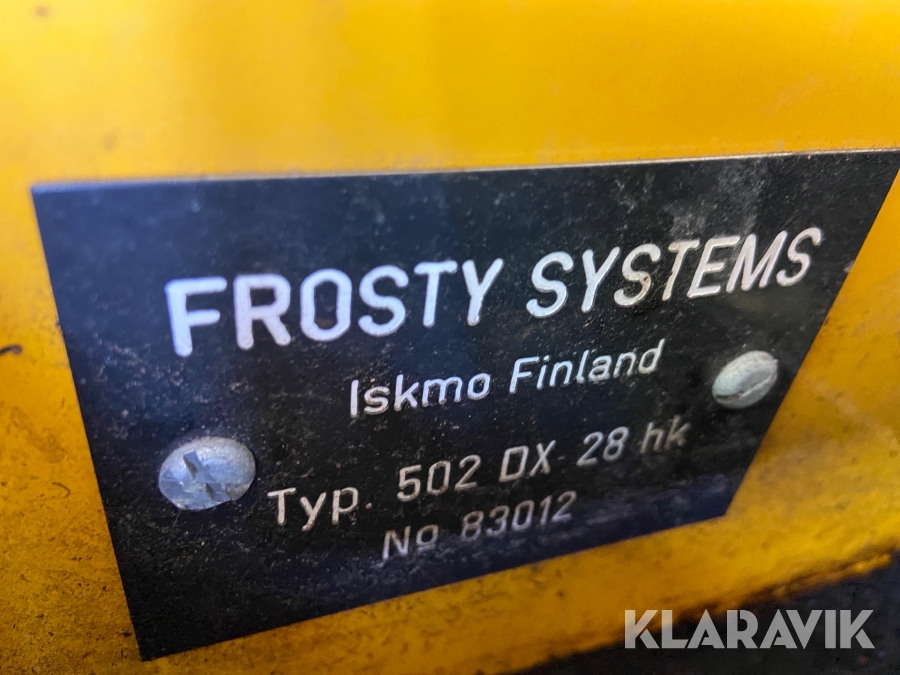 FROSTY SYSTEMS
Iskmo Finland
Typ. 502 DX 28 hk
No 83012
KLARAVIK